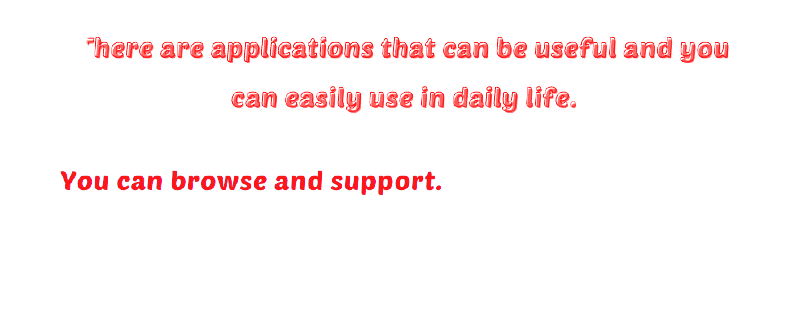 There are applications that can be useful and you
can easily use in daily life.
You can browse and support.